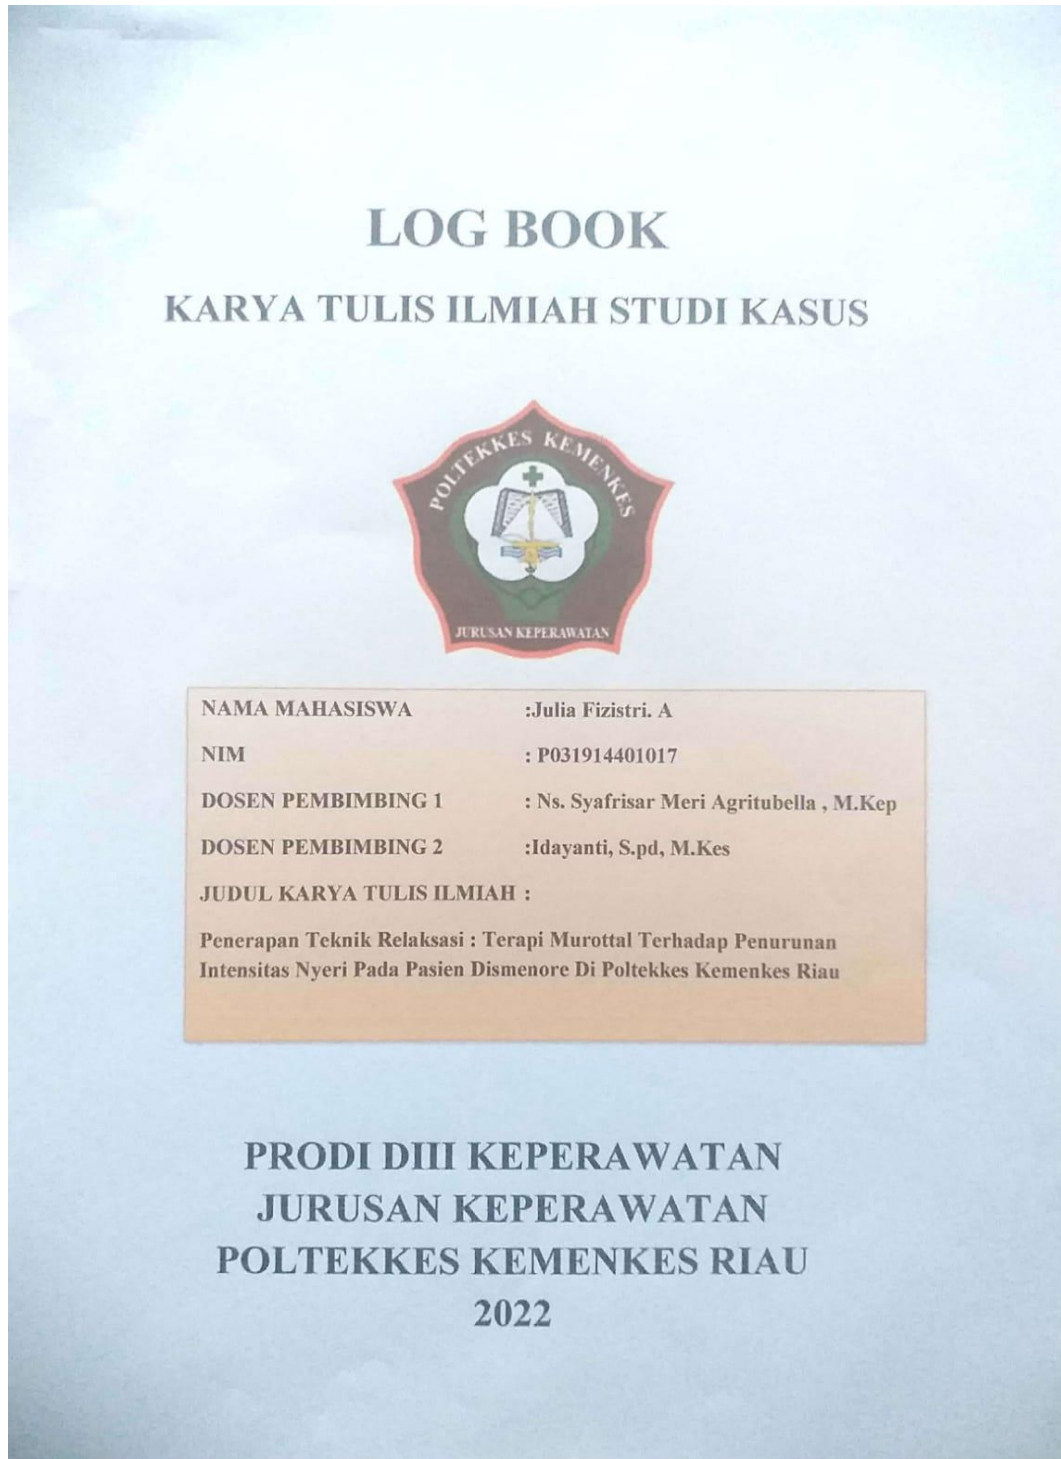 LOG BOOK
KARYA TULIS ILMIAH STUDI KASUS
POLTEKKES KEMENKES
JURUSAN KEPERAWATAN
NAMA MAHASISWA :Julia Fizistri. A
NIM : P031914401017
DOSEN PEMBIMBING 1 : Ns. Syafrisar Meri Agritubella , M.Kep
DOSEN PEMBIMBING 2 :Idayanti, S.pd, M.Kes
JUDUL KARYA TULIS ILMIAH :
Penerapan Teknik Relaksasi : Terapi Murottal Terhadap Penurunan
Intensitas Nyeri Pada Pasien Dismenore Di Poltekkes Kemenkes Riau
PRODI DIII KEPERAWATAN
JURUSAN KEPERAWATAN
POLTEKKES KEMENKES RIAU
2022